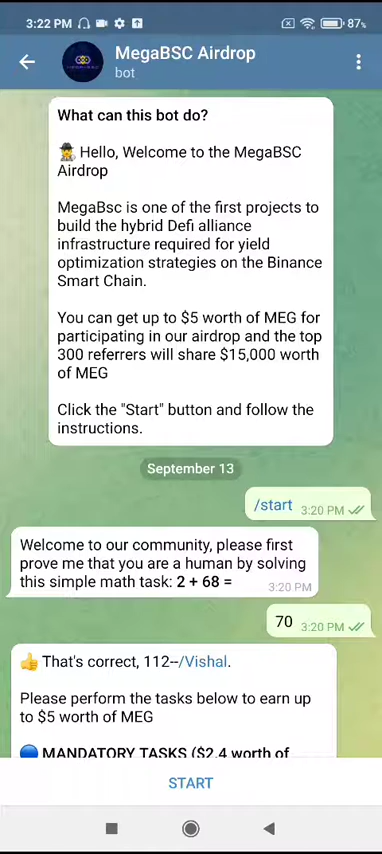 3:22 PM 87%
MegaBSC Airdrop
bot
What can this bot do?
Hello, Welcome to the MegaBSC
Airdrop
MegaBsc is one of the first projects to
build the hybrid Defi alliance
infrastructure required for yield
optimization strategies on the Binance
Smart Chain.
You can get up to $5 worth of MEG for
participating in our airdrop and the top
300 referrers will share $15,000 worth
of MEG
Click the "Start" button and follow the
instructions.
September 13
/start 3:20 PM
Welcome to our community, please first
prove me that you are a human by solving
this simple math task: 2 + 68 = 3:20 PM
70 3:20 PM
That's correct, 112--/Vishal.
Please perform the tasks below to earn up
to $5 worth of MEG
MANDATORY TASKS ($2.4 worth of
START